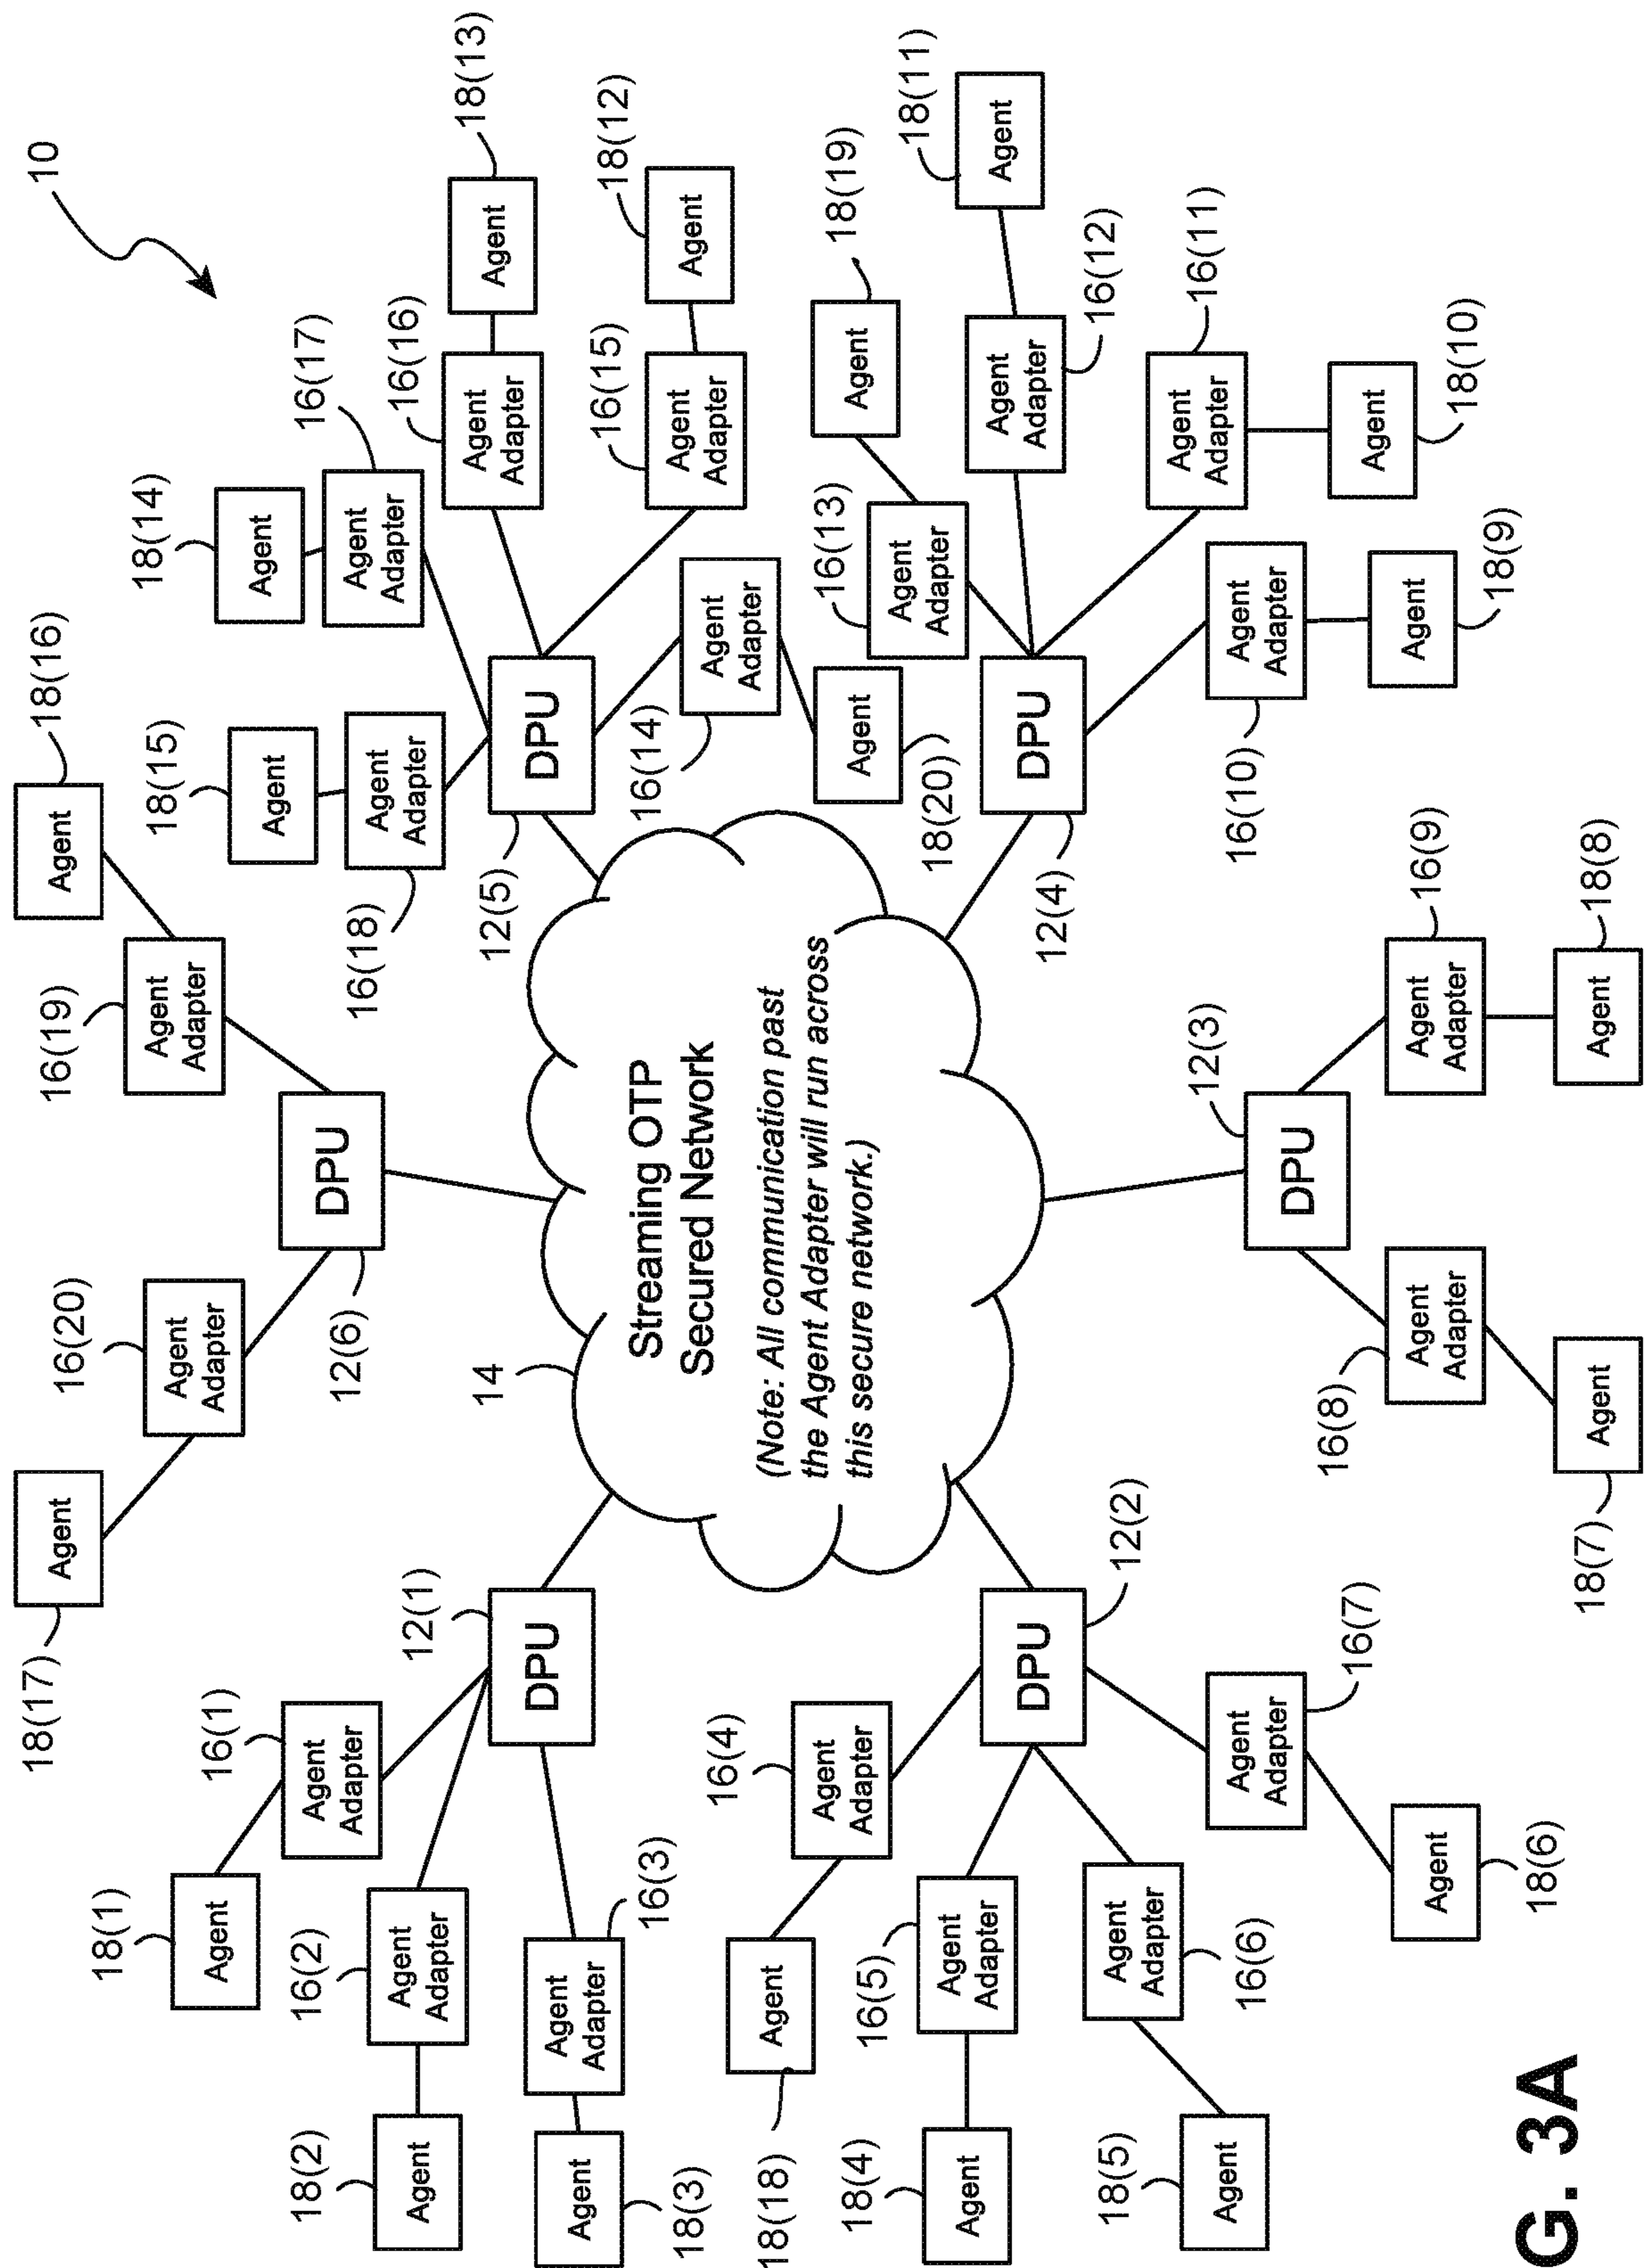 10
18(17)
Agent
16(20)
Agent
Adapter
18(16)
Agent
16(19)
Agent
Adapter
12(6)
DPU
18(1)
Agent
16(1)
Agent
Adapter
18(2)
Agent
16(2)
Agent
Adapter
18(3)
Agent
16(3)
Agent
Adapter
12(1)
DPU
18(15)
Agent
16(18)
Agent
Adapter
18(14)
Agent
16(17)
Agent
Adapter
18(13)
Agent
16(16)
Agent
Adapter
18(12)
Agent
16(15)
Agent
Adapter
16(14)
Agent
Adapter
18(20)
Agent
12(5)
DPU
14
Streaming OTP
Secured Network
(Note: All communication past
the Agent Adapter will run across
this secure network.)
18(18)
Agent
16(4)
Agent
Adapter
18(4)
Agent
16(5)
Agent
Adapter
18(5)
Agent
16(6)
Agent
Adapter
18(6)
Agent
16(7)
Agent
Adapter
12(2)
DPU
18(19)
Agent
16(13)
Agent
Adapter
18(11)
Agent
16(12)
Agent
Adapter
16(11)
Agent
Adapter
18(10)
Agent
16(10)
Agent
Adapter
18(9)
Agent
12(4)
DPU
12(3)
DPU
16(8)
Agent
Adapter
18(7)
Agent
16(9)
Agent
Adapter
18(8)
Agent
G. 3A